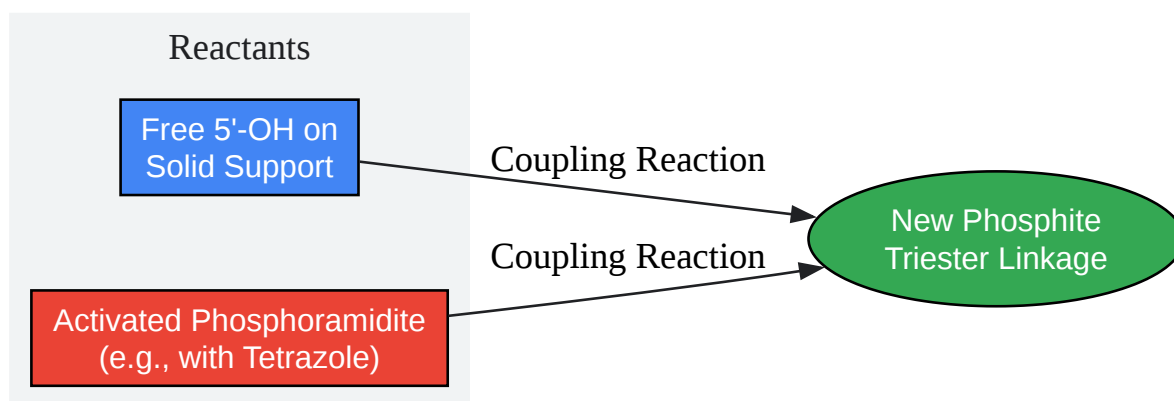 Reactants
Free 5'-OH on
Solid Support
Coupling Reaction
New Phosphite
Triester Linkage
Coupling Reaction
Activated Phosphoramidite
(e.g., with Tetrazole)